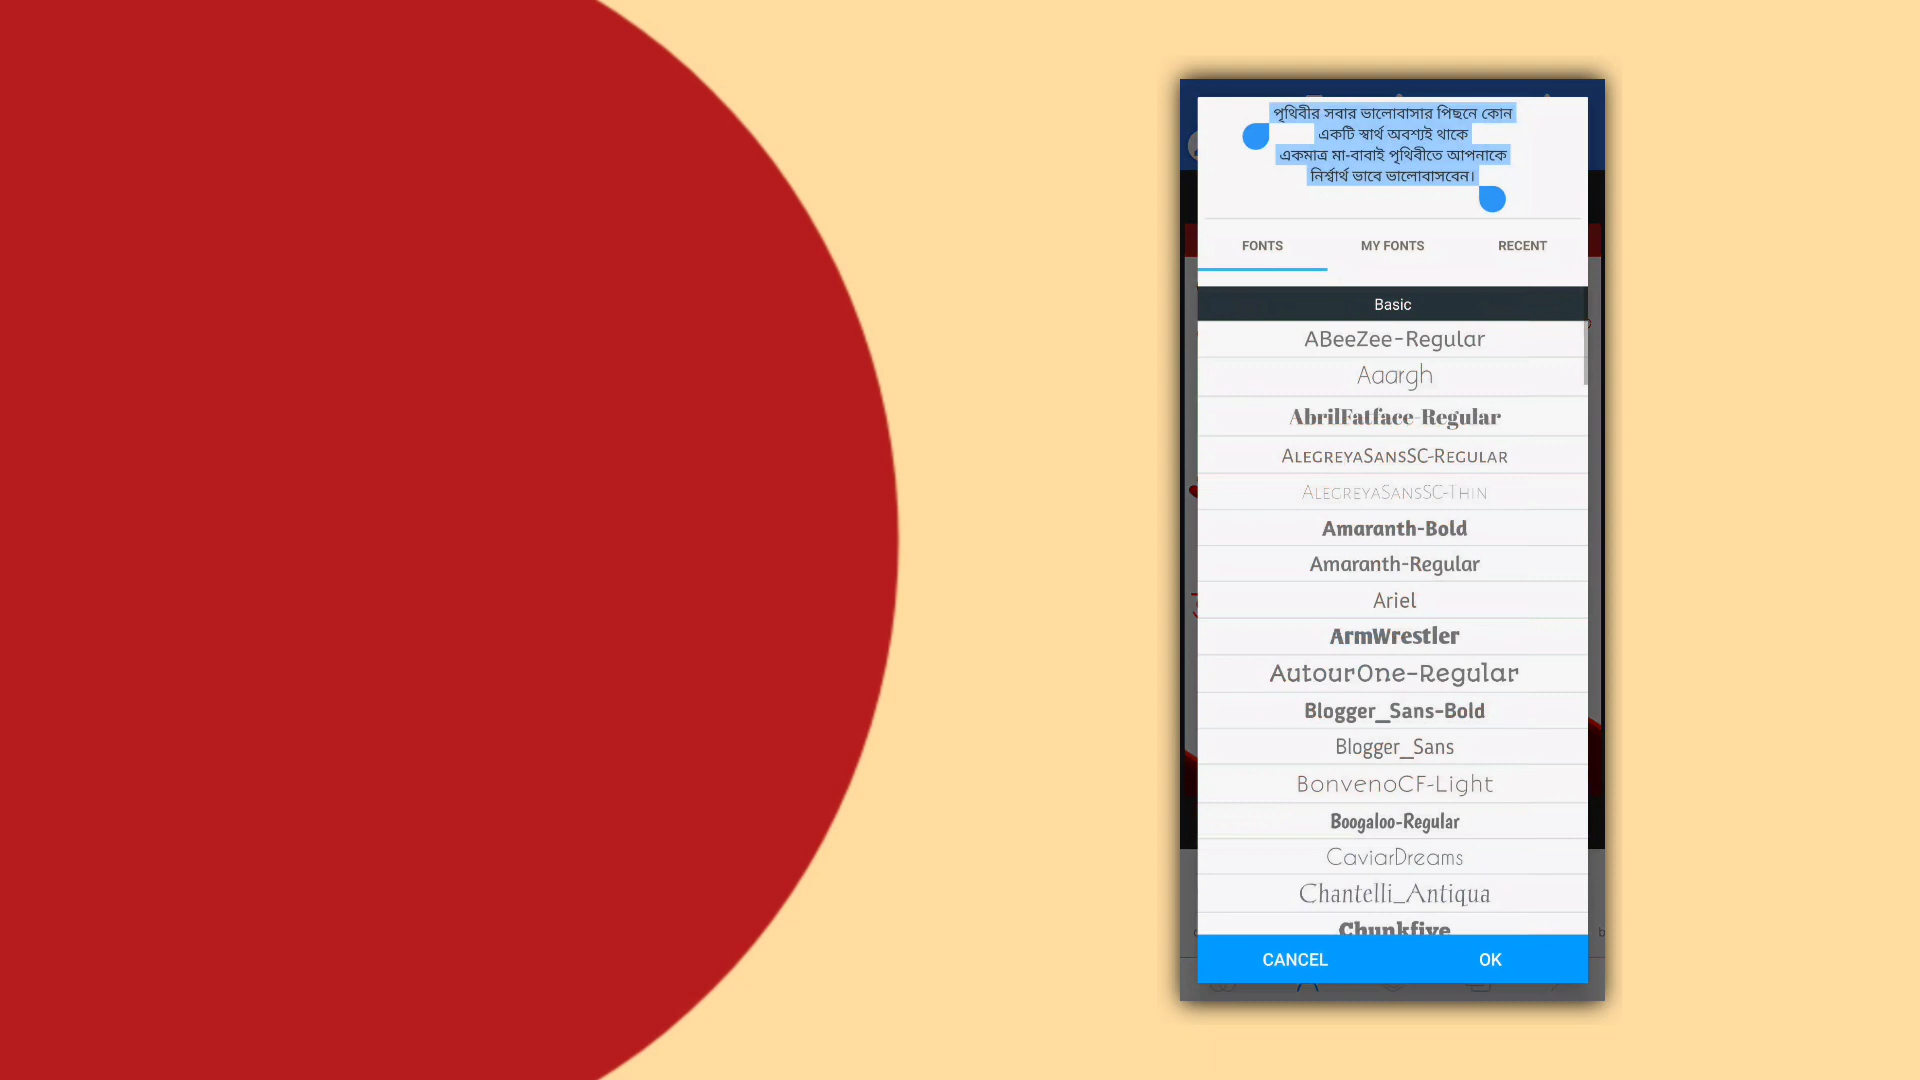 পৃথিবীর সবার ভালোবাসার পিছনে কোন
একটি স্বার্থ অবশ্যই থাকে
একমাত্র মা-বাবাই পৃথিবীতে আপনাকে
নির্স্বার্থ ভাবে ভালোবাসবেন।
FONTS
MY FONTS
RECENT
Basic
ABeeZee-Regular
Aaargh
AbrilFatface-Regular
AlegreyaSansSC-Regular
AlegreyaSansSC-Thin
Amaranth-Bold
Amaranth-Regular
Ariel
ArmWrestler
AutourOne-Regular
Blogger_Sans-Bold
Blogger_Sans
BonvenoCF-Light
Boogaloo-Regular
CaviarDreams
Chantelli_Antiqua
Chunkfive
CANCEL
OK